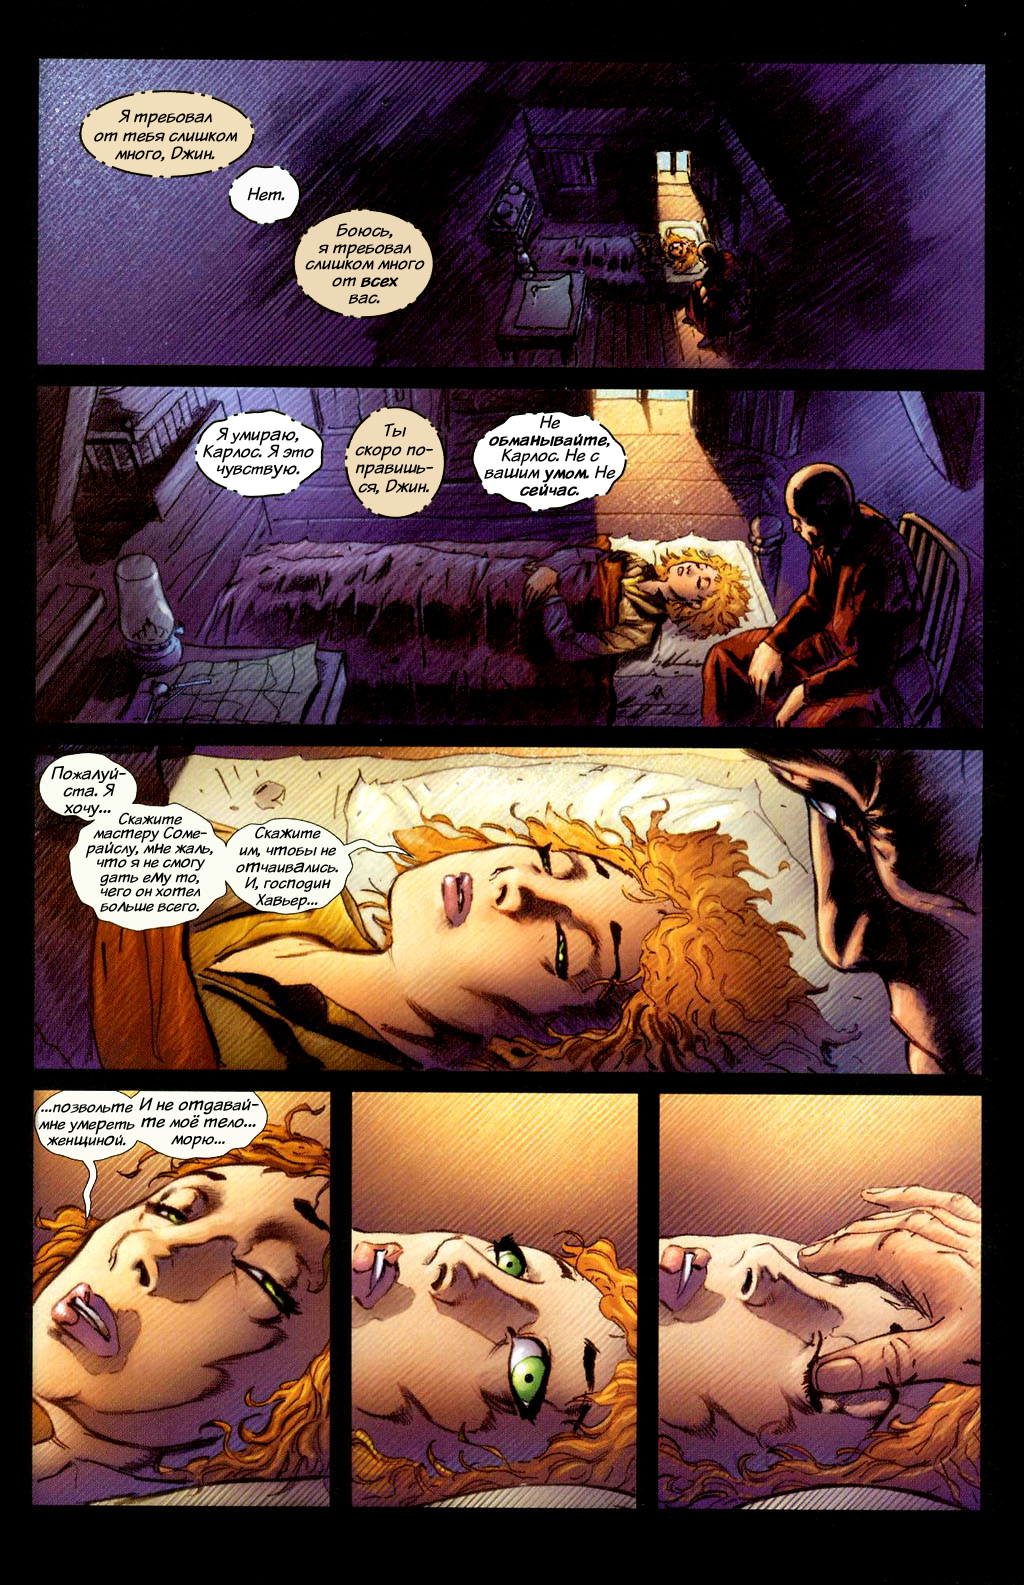 Я требовал
от тебя слишком
много, Джин.
Нет.
Боюсь,
я требовал
слишком много
от всех
вас.
Я умираю,
Карлос. Я это
чувствую.
Ты
скоро по-
правишь-
ся, Джин.
Не
обманывайте,
Карлос. Не с
вашим умом. Не
сейчас.
Пожалуй-
ста. Я
хочу...
Скажите
мастеру Соме-
райслу, мне жаль,
что я не смогу
дать ему то,
чего он хотел
больше всего.
Скажите
им, чтобы не
отчаивались.
И, господин
Хавьер...
...позвольте
мне умереть
женщиной.
И не отдавай-
те моё тело...
морю...